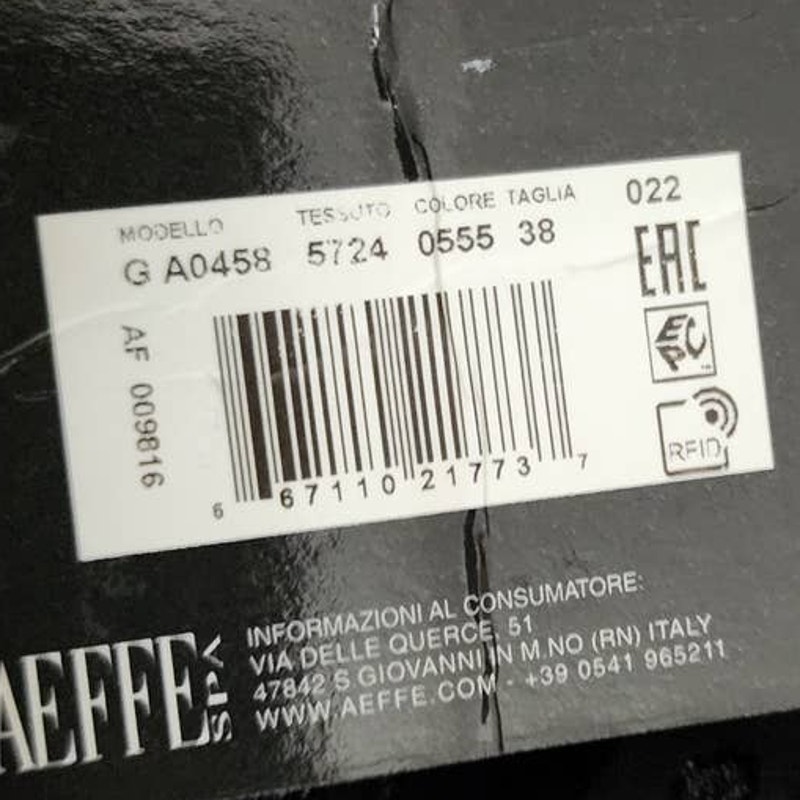 MODELLO TESSUTO COLORE TAGLIA 022
G A0458 5724 0555 38
EAC
EPC
AF 009816
RFID
6 67110 21773 7
AEFFE SPA
INFORMAZIONI AL CONSUMATORE:
VIA DELLE QUERCE, 51
47842 S GIOVANNI IN M.NO (RN) ITALY
WWW.AEFFE.COM - +39 0541 965211